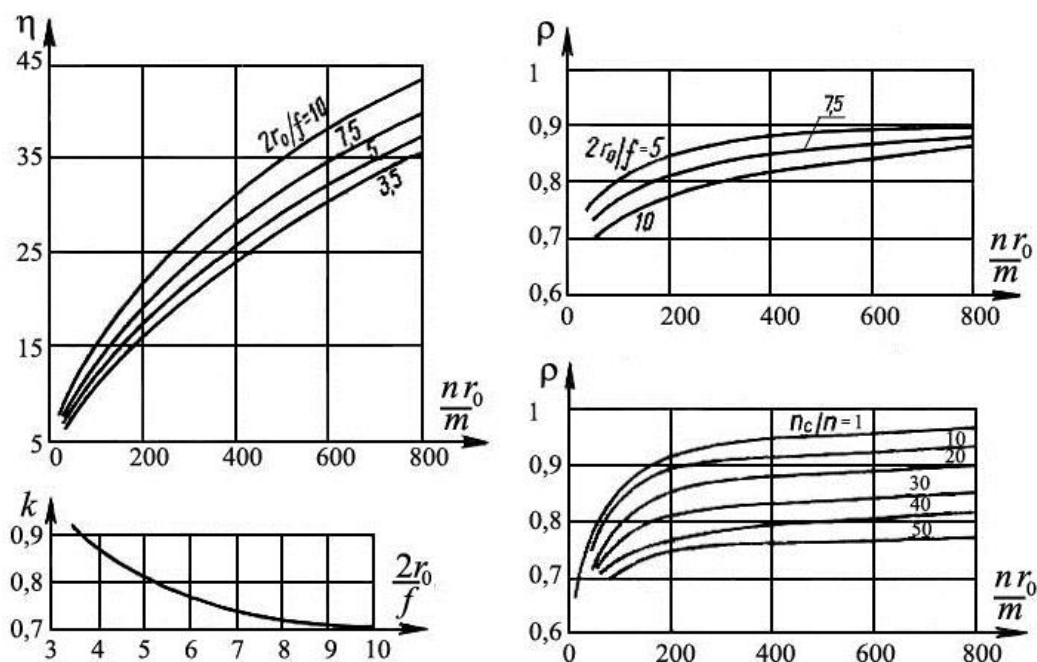 η
45
35
25
15
5
2r₀/f=10
7,5
5
3,5
0 200 400 600 800
n r₀
m
k
0,9
0,8
0,7
3 4 5 6 7 8 9 10
2r₀
f
ρ
1
0,9
0,8
0,7
0,6
7,5
2r₀/f=5
10
0 200 400 600 800
n r₀
m
ρ
1
0,9
0,8
0,7
0,6
n_c/n=1
10
20
30
40
50
0 200 400 600 800
n r₀
m